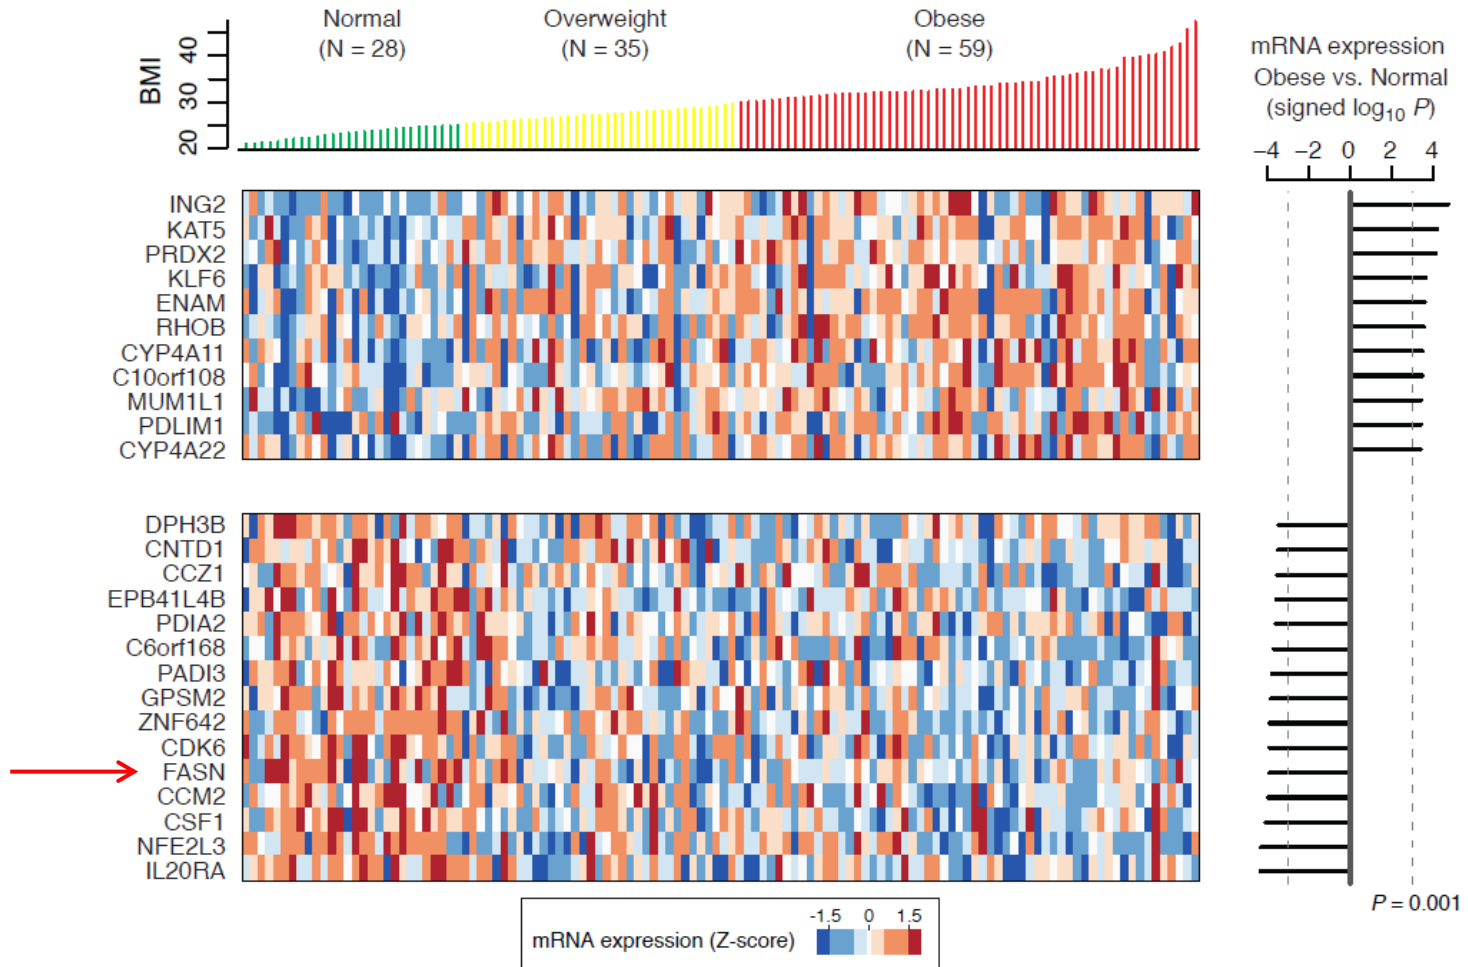 Normal
(N = 28)
Overweight
(N = 35)
Obese
(N = 59)
BMI
20
30
40
mRNA expression
Obese vs. Normal
(signed log10 P)
−4 −2 0 2 4
ING2
KAT5
PRDX2
KLF6
ENAM
RHOB
CYP4A11
C10orf108
MUM1L1
PDLIM1
CYP4A22
DPH3B
CNTD1
CCZ1
EPB41L4B
PDIA2
C6orf168
PADI3
GPSM2
ZNF642
CDK6
FASN
CCM2
CSF1
NFE2L3
IL20RA
P = 0.001
mRNA expression (Z-score)
-1.5 0 1.5